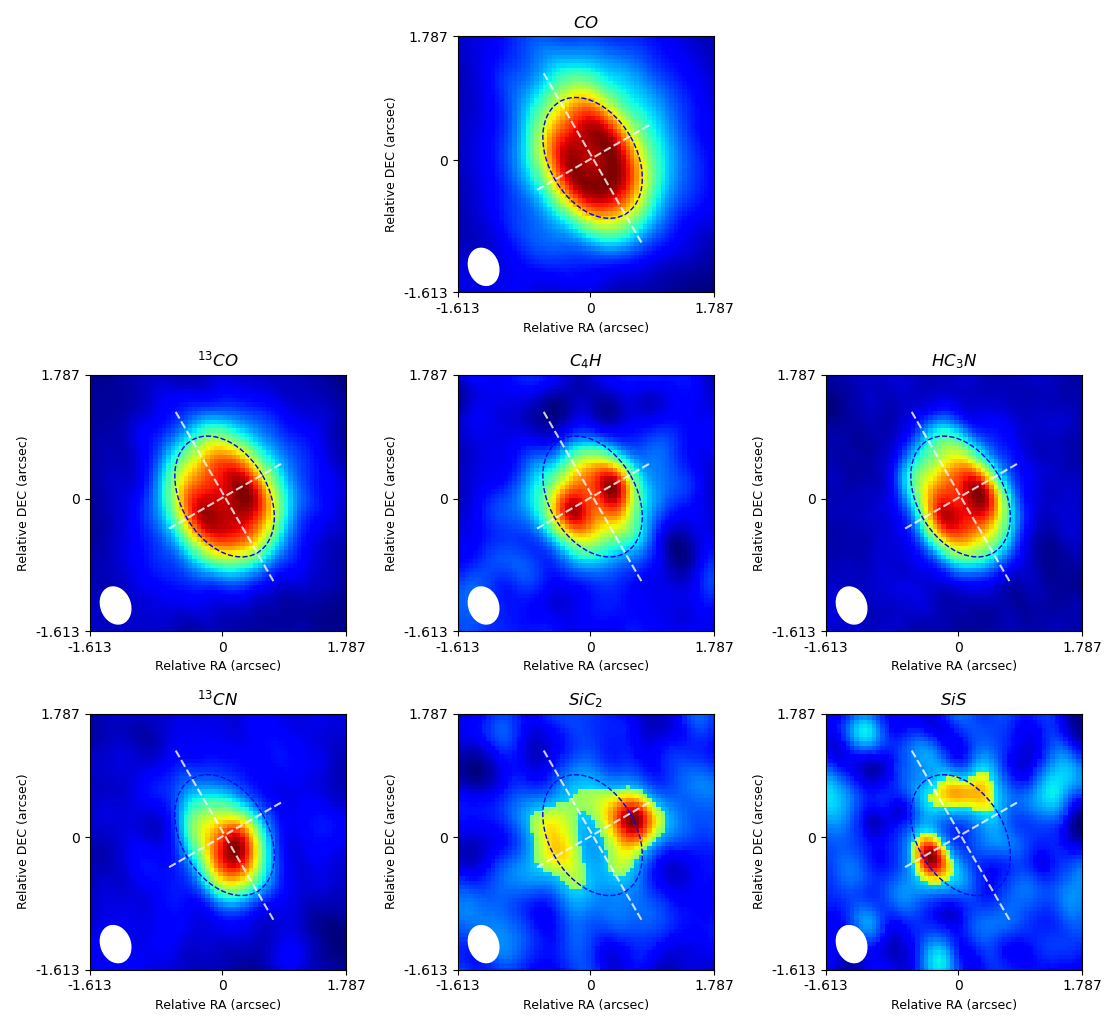 CO
1.787
Relative DEC (arcsec)
0
-1.613
-1.613 0 1.787
Relative RA (arcsec)
¹³CO C₄H HC₃N
1.787 1.787 1.787
Relative DEC (arcsec) Relative DEC (arcsec) Relative DEC (arcsec)
0 0 0
-1.613 -1.613 -1.613
-1.613 0 1.787 -1.613 0 1.787 -1.613 0 1.787
Relative RA (arcsec) Relative RA (arcsec) Relative RA (arcsec)
¹³CN SiC₂ SiS
1.787 1.787 1.787
Relative DEC (arcsec) Relative DEC (arcsec) Relative DEC (arcsec)
0 0 0
-1.613 -1.613 -1.613
-1.613 0 1.787 -1.613 0 1.787 -1.613 0 1.787
Relative RA (arcsec) Relative RA (arcsec) Relative RA (arcsec)